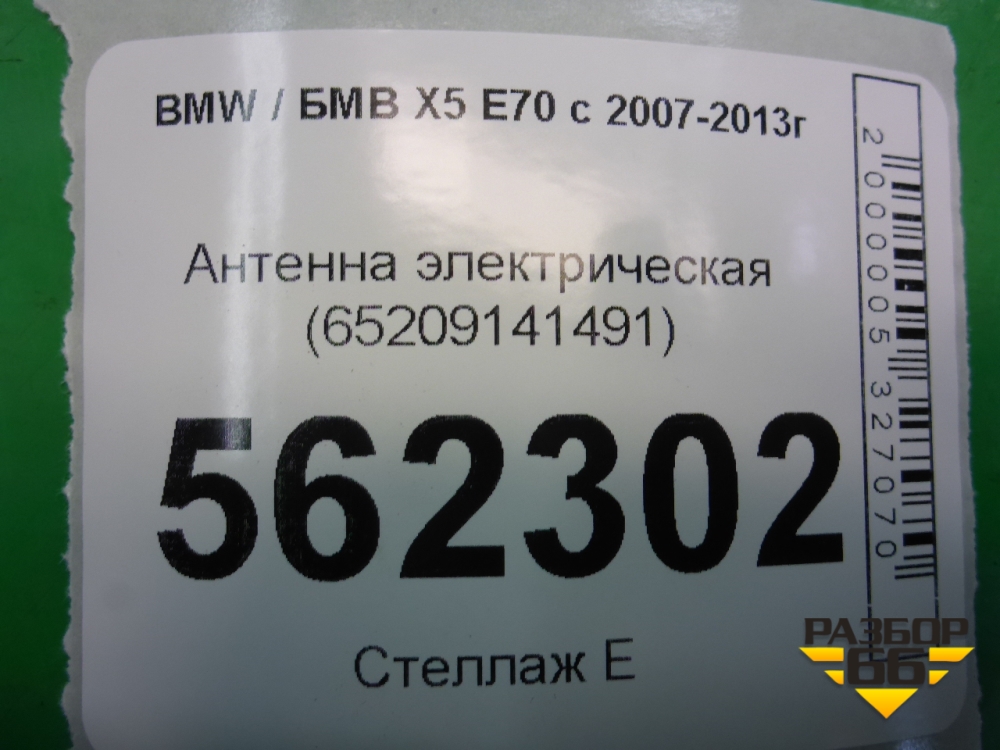 BMW / БМВ X5 E70 с 2007-2013г
Антенна электрическая
(65209141491)
562302
Стеллаж Е
2000005327070
РАЗБОР
66